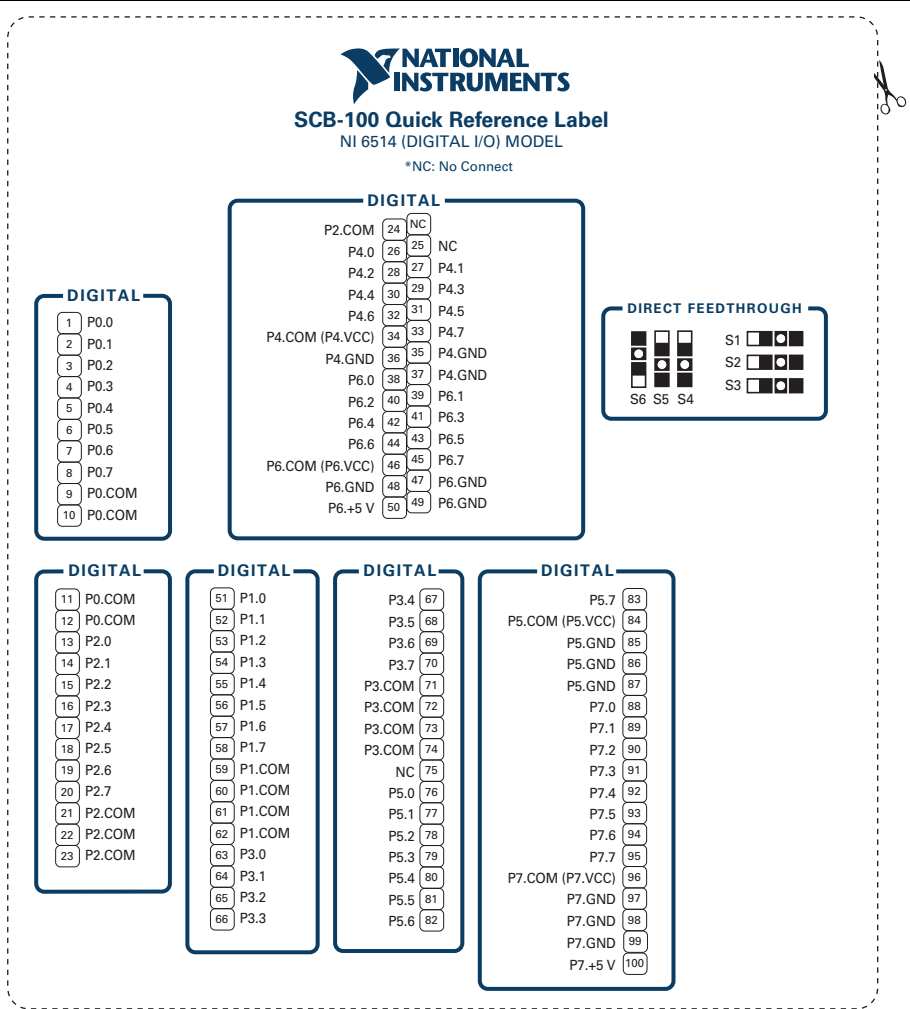 NATIONAL
INSTRUMENTS
SCB-100 Quick Reference Label
NI 6514 (DIGITAL I/O) MODEL
*NC: No Connect
DIGITAL
NC
P2.COM 24
25 NC
P4.0 26
27 P4.1
P4.2 28
29 P4.3
P4.4 30
31 P4.5
P4.6 32
33 P4.7
P4.COM (P4.VCC) 34
35 P4.GND
P4.GND 36
37 P4.GND
P6.0 38
39 P6.1
P6.2 40
41 P6.3
P6.4 42
43 P6.5
P6.6 44
45 P6.7
P6.COM (P6.VCC) 46
47 P6.GND
P6.GND 48
49 P6.GND
P6.+5 V 50
DIGITAL
1 P0.0
2 P0.1
3 P0.2
4 P0.3
5 P0.4
6 P0.5
7 P0.6
8 P0.7
9 P0.COM
10 P0.COM
DIRECT FEEDTHROUGH
S1
S2
S3
S6 S5 S4
DIGITAL
11 P0.COM
12 P0.COM
13 P2.0
14 P2.1
15 P2.2
16 P2.3
17 P2.4
18 P2.5
19 P2.6
20 P2.7
21 P2.COM
22 P2.COM
23 P2.COM
DIGITAL
51 P1.0
52 P1.1
53 P1.2
54 P1.3
55 P1.4
56 P1.5
57 P1.6
58 P1.7
59 P1.COM
60 P1.COM
61 P1.COM
62 P1.COM
63 P3.0
64 P3.1
65 P3.2
66 P3.3
DIGITAL
P3.4 67
P3.5 68
P3.6 69
P3.7 70
P3.COM 71
P3.COM 72
P3.COM 73
P3.COM 74
NC 75
P5.0 76
P5.1 77
P5.2 78
P5.3 79
P5.4 80
P5.5 81
P5.6 82
DIGITAL
P5.7 83
P5.COM (P5.VCC) 84
P5.GND 85
P5.GND 86
P5.GND 87
P7.0 88
P7.1 89
P7.2 90
P7.3 91
P7.4 92
P7.5 93
P7.6 94
P7.7 95
P7.COM (P7.VCC) 96
P7.GND 97
P7.GND 98
P7.GND 99
P7.+5 V 100